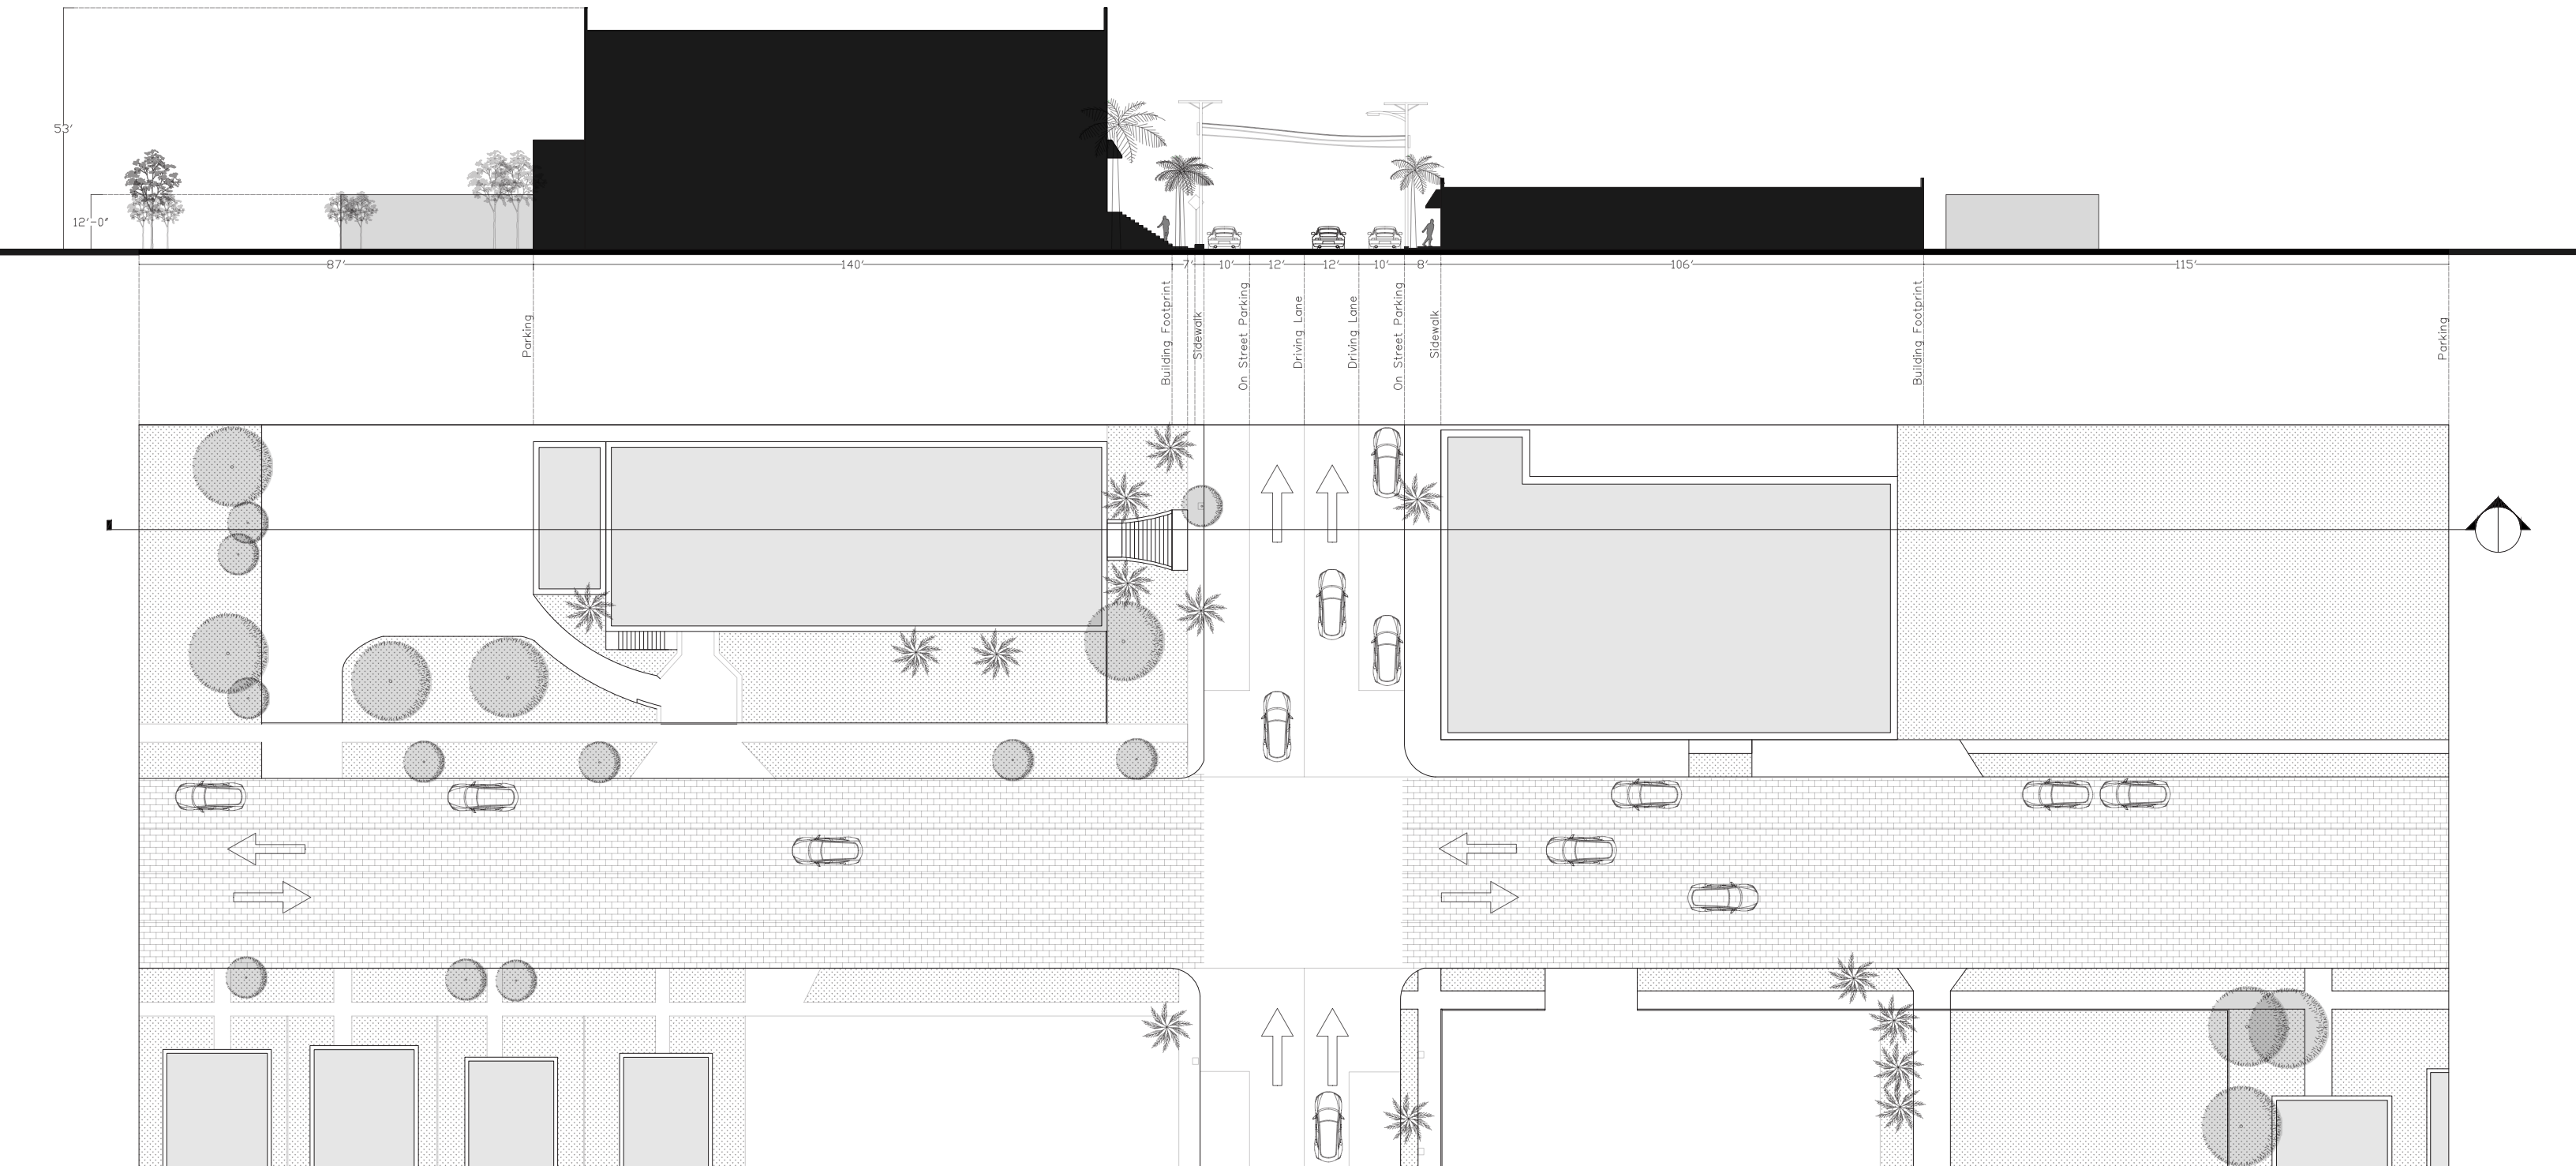 53'
12'-0"
87'
140'
7'
10'
12'
12'
10'
8'
106'
115'
Parking
Building Footprint
Sidewalk
On Street Parking
Driving Lane
Driving Lane
On Street Parking
Sidewalk
Building Footprint
Parking